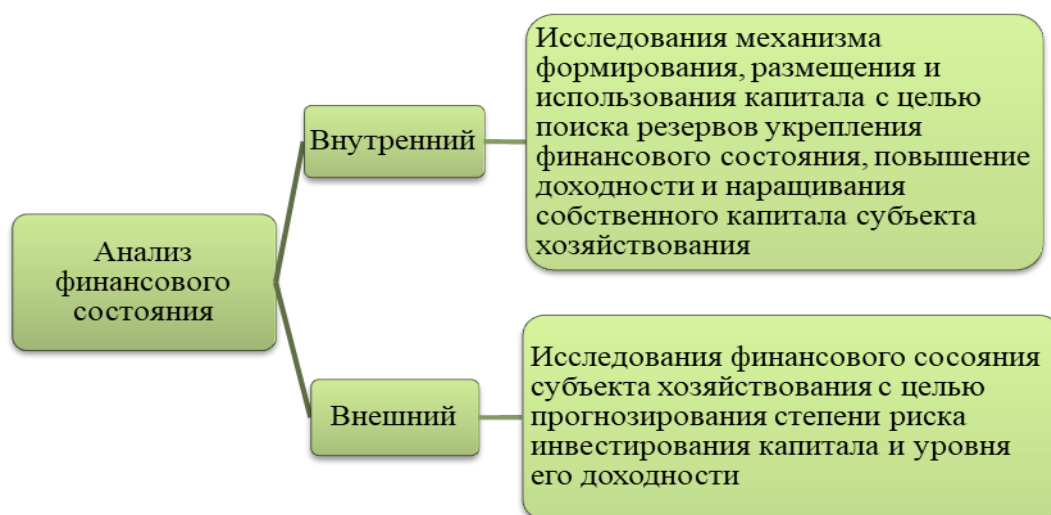 Анализ
финансового
состояния
Внутренний
Исследования механизма
формирования, размещения и
использования капитала с целью
поиска резервов укрепления
финансового состояния, повышение
доходности и наращивания
собственного капитала субъекта
хозяйствования
Внешний
Исследования финансового сосояния
субъекта хозяйствования с целью
прогнозирования степени риска
инвестирования капитала и уровня
его доходности